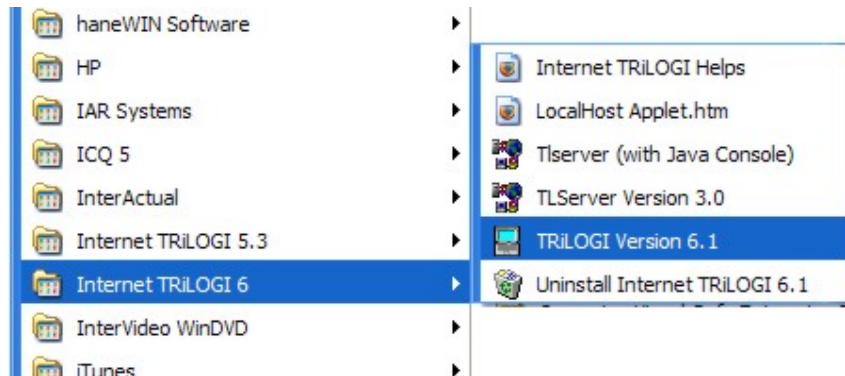 haneWIN Software
HP
IAR Systems
ICQ 5
InterActual
Internet TRiLOGI 5.3
Internet TRiLOGI 6
InterVideo WinDVD
iTunes
Internet TRiLOGI Helps
LocalHost Applet.htm
Tlserver (with Java Console)
TLServer Version 3.0
TRiLOGI Version 6.1
Uninstall Internet TRiLOGI 6.1